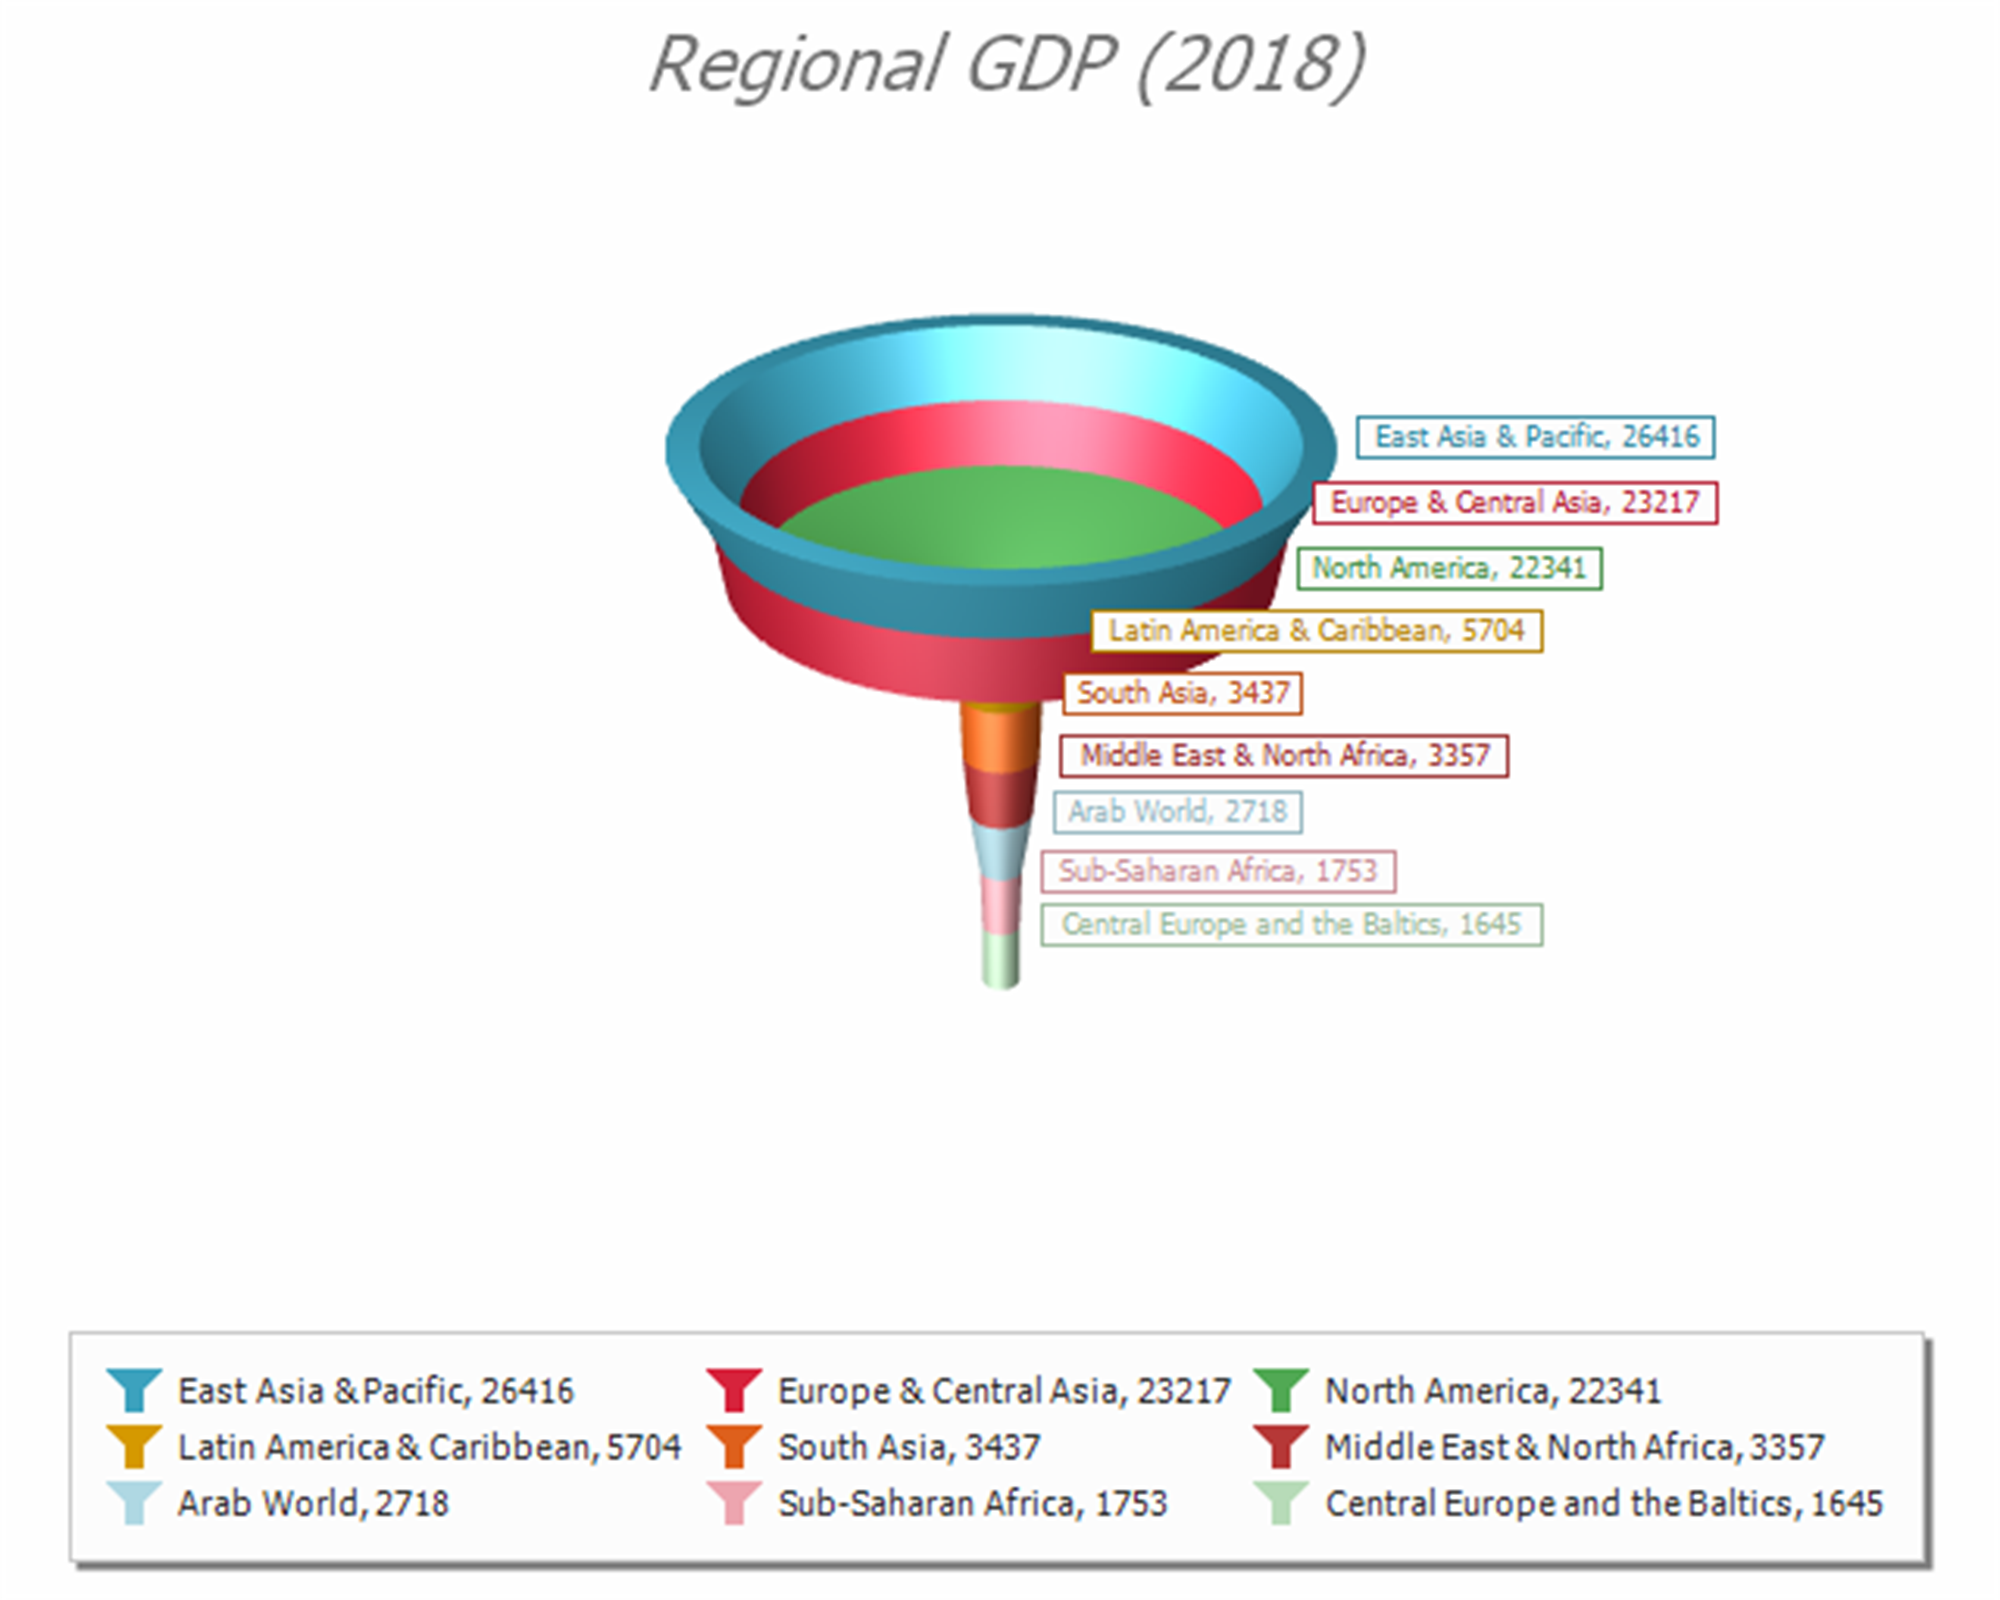 Regional GDP (2018)
East Asia & Pacific, 26416
Europe & Central Asia, 23217
North America, 22341
Latin America & Caribbean, 5704
South Asia, 3437
Middle East & North Africa, 3357
Arab World, 2718
Sub-Saharan Africa, 1753
Central Europe and the Baltics, 1645
East Asia & Pacific, 26416 Europe & Central Asia, 23217 North America, 22341
Latin America & Caribbean, 5704 South Asia, 3437 Middle East & North Africa, 3357
Arab World, 2718 Sub-Saharan Africa, 1753 Central Europe and the Baltics, 1645